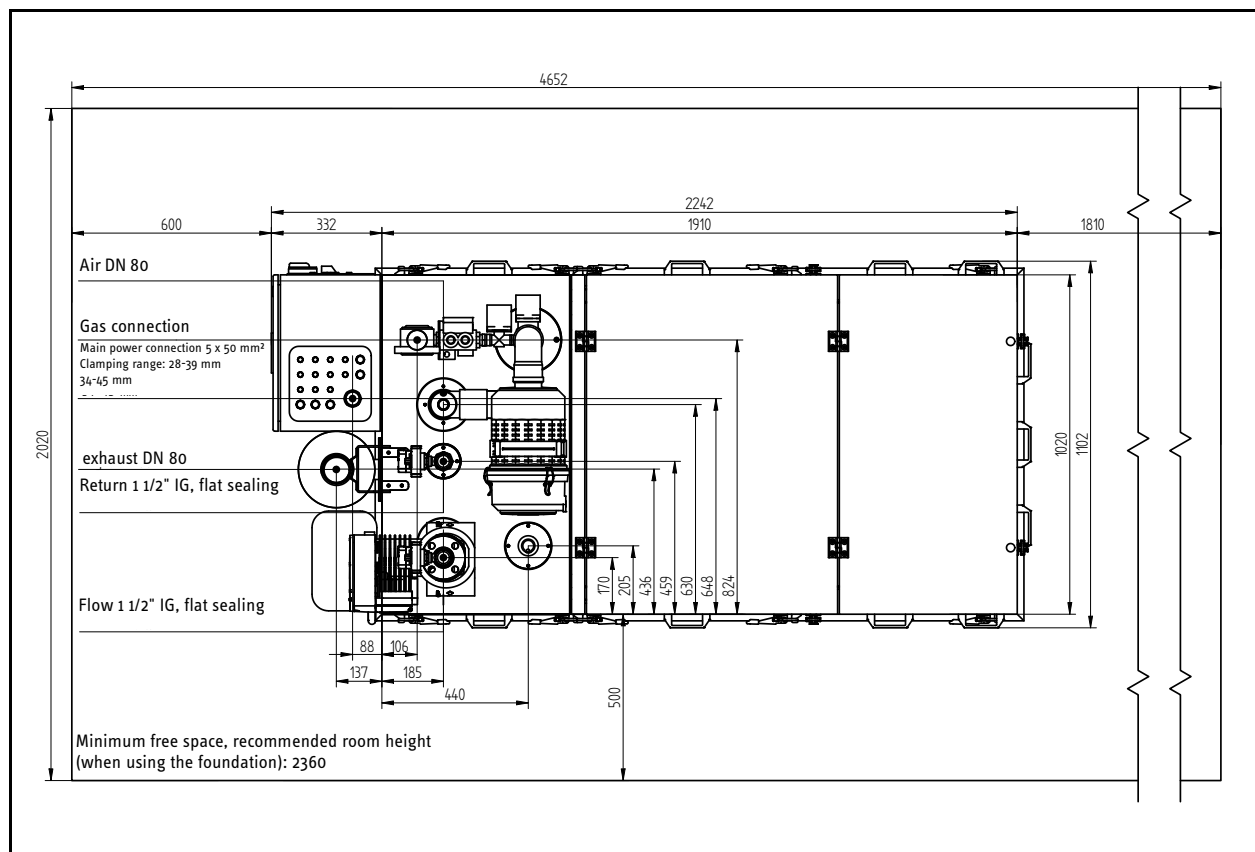 4652
2242
600
332
1910
1810
Air DN 80
Gas connection
Main power connection 5 x 50 mm²
Clamping range: 28-39 mm
34-45 mm
2020
1020
1102
exhaust DN 80
Return 1 1/2" IG, flat sealing
170
205
436
459
630
648
824
Flow 1 1/2" IG, flat sealing
88
106
137
185
440
500
Minimum free space, recommended room height
(when using the foundation): 2360